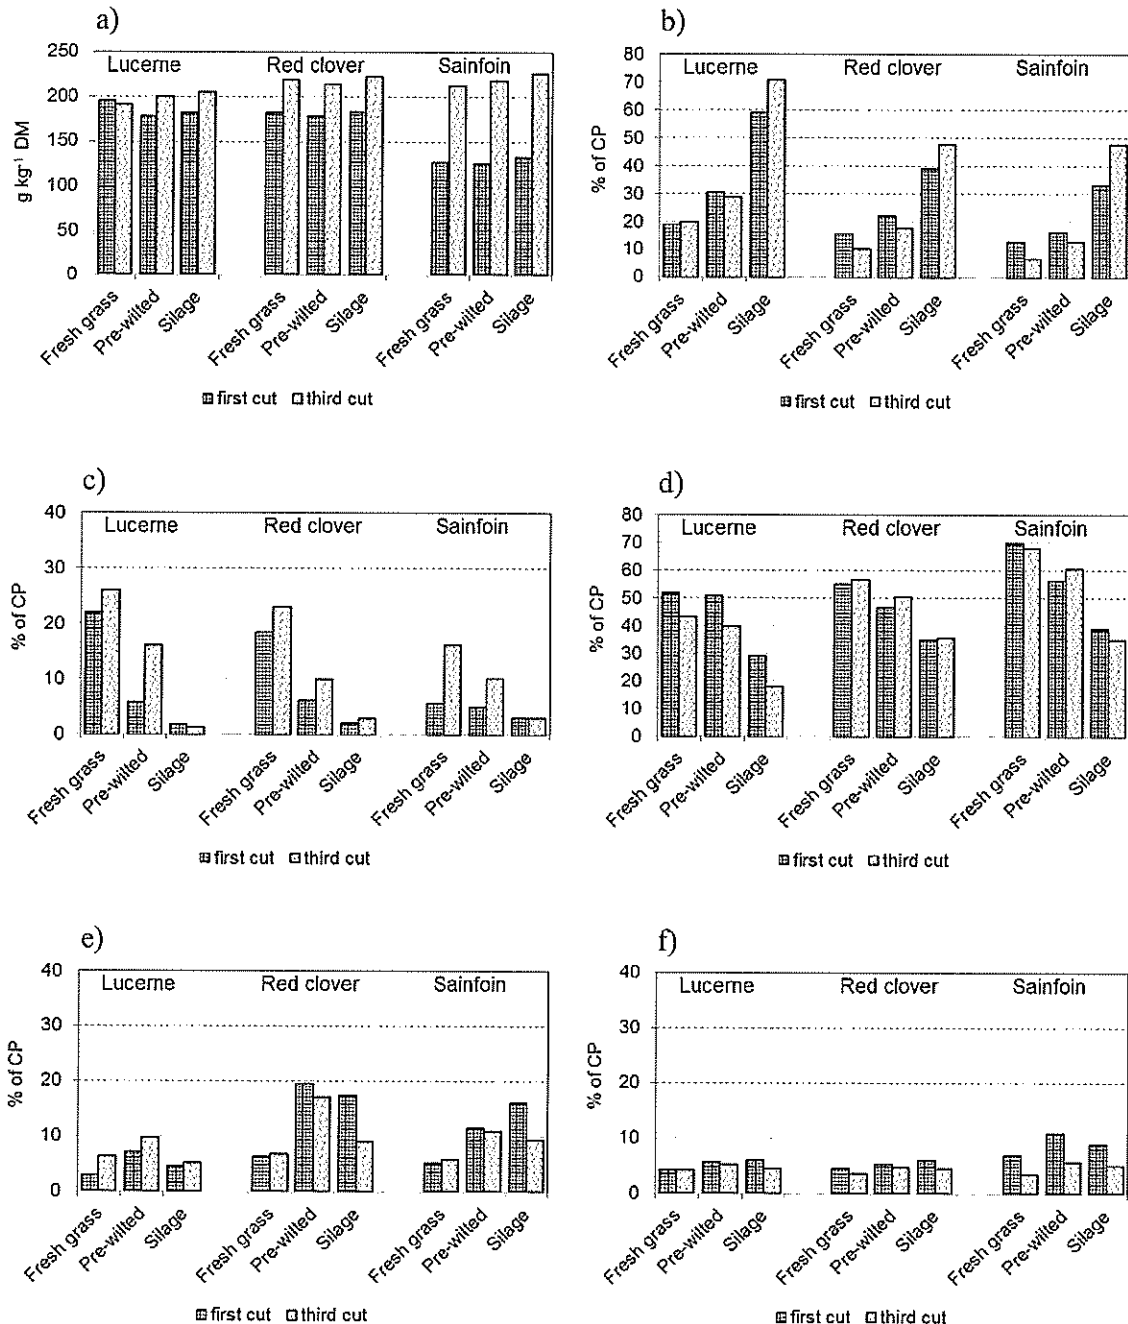 a)
250
200
150
100
50
0
g kg⁻¹ DM
Lucerne Red clover Sainfoin
Fresh grass Pre-wilted Silage Fresh grass Pre-wilted Silage Fresh grass Pre-wilted Silage
first cut third cut
b)
80
70
60
50
40
30
20
10
0
% of CP
Lucerne Red clover Sainfoin
Fresh grass Pre-wilted Silage Fresh grass Pre-wilted Silage Fresh grass Pre-wilted Silage
first cut third cut
c)
40
30
20
10
0
% of CP
Lucerne Red clover Sainfoin
Fresh grass Pre-wilted Silage Fresh grass Pre-wilted Silage Fresh grass Pre-wilted Silage
first cut third cut
d)
80
70
60
50
40
30
20
10
0
% of CP
Lucerne Red clover Sainfoin
Fresh grass Pre-wilted Silage Fresh grass Pre-wilted Silage Fresh grass Pre-wilted Silage
first cut third cut
e)
40
30
20
10
0
% of CP
Lucerne Red clover Sainfoin
Fresh grass Pre-wilted Silage Fresh grass Pre-wilted Silage Fresh grass Pre-wilted Silage
first cut third cut
f)
40
30
20
10
0
% of CP
Lucerne Red clover Sainfoin
Fresh grass Pre-wilted Silage Fresh grass Pre-wilted Silage Fresh grass Pre-wilted Silage
first cut third cut